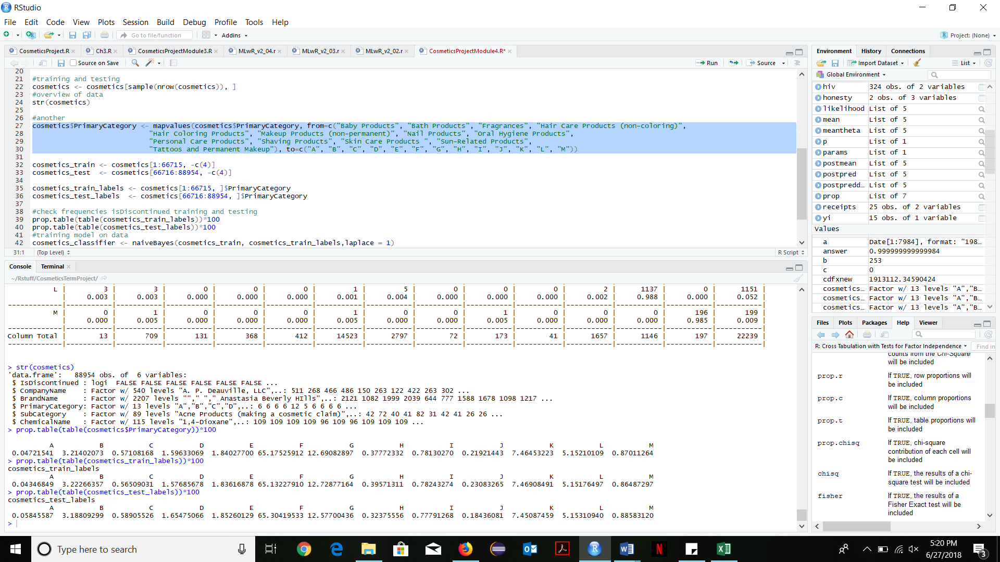 RStudio
File Edit Code View Plots Session Build Debug Profile Tools Help
Go to file/function Addins Project: (None)
CosmeticsProject.R Ch3.R CosmeticsProjectModule3.R MLwR_v2_04.r MLwR_v2_03.r MLwR_v2_02.r CosmeticsProjectModule4.R*
Source on Save Run Source
20
21 #training and testing
22 cosmetics <- cosmetics[sample(nrow(cosmetics)), ]
23 #overview of data
24 str(cosmetics)
25
26 #another
27 cosmetics$PrimaryCategory <- mapvalues(cosmetics$PrimaryCategory, from=c("Baby Products", "Bath Products", "Fragrances", "Hair Care Products (non-coloring)",
28 "Hair Coloring Products", "Makeup Products (non-permanent)", "Nail Products", "Oral Hygiene Products",
29 "Personal Care Products", "Shaving Products", "Skin Care Products ", "Sun-Related Products",
30 "Tattoos and Permanent Makeup"), to=c("A", "B", "C", "D", "E", "F", "G", "H", "I", "J", "K", "L", "M"))
31
32 cosmetics_train <- cosmetics[1:66715, -c(4)]
33 cosmetics_test <- cosmetics[66716:88954, -c(4)]
34
35 cosmetics_train_labels <- cosmetics[1:66715, ]$PrimaryCategory
36 cosmetics_test_labels <- cosmetics[66716:88954, ]$PrimaryCategory
37
38 #check frequencies isDiscontinued training and testing
39 prop.table(table(cosmetics_train_labels))*100
40 prop.table(table(cosmetics_test_labels))*100
41 #training model on data
42 cosmetics_classifier <- naiveBayes(cosmetics_train, cosmetics_train_labels,laplace = 1)
31:1 (Top Level) R Script
Console Terminal
~/Rstuff/CosmeticsTermProject/
L | 3 | 3 | 0 | 0 | 0 | 1 | 5 | 0 | 0 | 0 | 2 | 1137 | 0 | 1151 |
| 0.003 | 0.003 | 0.000 | 0.000 | 0.000 | 0.001 | 0.004 | 0.000 | 0.000 | 0.000 | 0.002 | 0.988 | 0.000 | 0.052 |
M | 0 | 1 | 0 | 0 | 0 | 1 | 0 | 0 | 1 | 0 | 0 | 0 | 196 | 199 |
| 0.000 | 0.005 | 0.000 | 0.000 | 0.000 | 0.005 | 0.000 | 0.000 | 0.005 | 0.000 | 0.000 | 0.000 | 0.985 | 0.009 |
Column Total | 13 | 709 | 131 | 368 | 412 | 14523 | 2797 | 72 | 173 | 41 | 1657 | 1146 | 197 | 22239 |
> str(cosmetics)
'data.frame': 88954 obs. of 6 variables:
$ IsDiscontinued : logi FALSE FALSE FALSE FALSE FALSE FALSE ...
$ CompanyName : Factor w/ 540 levels "A. P. Deauville, LLC",..: 511 268 466 486 150 263 122 422 263 302 ...
$ BrandName : Factor w/ 2207 levels ""," "," Anastasia Beverly HIlls",..: 2121 1082 1999 2039 644 777 1588 1678 1098 1217 ...
$ PrimaryCategory: Factor w/ 13 levels "A","B","C","D",..: 6 6 6 6 12 5 6 6 6 6 ...
$ SubCategory : Factor w/ 89 levels "Acne Products (making a cosmetic claim)",..: 42 72 40 41 82 31 42 41 26 26 ...
$ ChemicalName : Factor w/ 115 levels "1,4-Dioxane",..: 109 109 109 109 96 109 96 109 109 109 ...
> prop.table(table(cosmetics$PrimaryCategory))*100
A B C D E F G H I J K L M
0.04721541 3.21402073 0.57108168 1.59633069 1.84027700 65.17525912 12.69082897 0.37772332 0.78130270 0.21921443 7.46453223 5.15210109 0.87011264
> prop.table(table(cosmetics_train_labels))*100
cosmetics_train_labels
A B C D E F G H I J K L M
0.04346849 3.22266357 0.56509031 1.57685678 1.83616878 65.13227910 12.72877164 0.39571311 0.78243274 0.23083265 7.46908491 5.15176497 0.86487297
> prop.table(table(cosmetics_test_labels))*100
cosmetics_test_labels
A B C D E F G H I J K L M
0.05845587 3.18809299 0.58905526 1.65475066 1.85260129 65.30419533 12.57700436 0.32375556 0.77791268 0.18436081 7.45087459 5.15310940 0.88583120
>
Environment History Connections
Import Dataset List
Global Environment
hiv 324 obs. of 2 variables
honesty 2 obs. of 3 variables
likelihood List of 5
mean List of 5
meantheta List of 5
p List of 1
params List of 1
postmean List of 5
postpred List of 5
postpredd… List of 5
prop List of 7
receipts 25 obs. of 2 variables
yi 15 obs. of 1 variable
Values
a Date[1:7984], format: "198…
answer 0.999999999999984
b 253
c 0
cdfxnew 1913112.34590424
cosmetics… Factor w/ 13 levels "A","B…
cosmetics… Factor w/ 13 levels "A","B…
cosmetics… Factor w/ 13 levels "A","B…
Files Plots Packages Help Viewer
R: Cross Tabulation with Tests for Factor Independence Find in
counts from the Chi-Square
will be included
prop.r If TRUE, row proportions will
be included
prop.c If TRUE, column proportions
will be included
prop.t If TRUE, table proportions will
be included
prop.chisq If TRUE, chi-square
contribution of each cell will
be included
chisq If TRUE, the results of a chi-
square test will be included
fisher If TRUE, the results of a
Fisher Exact test will be
included
Type here to search
5:20 PM
6/27/2018
3